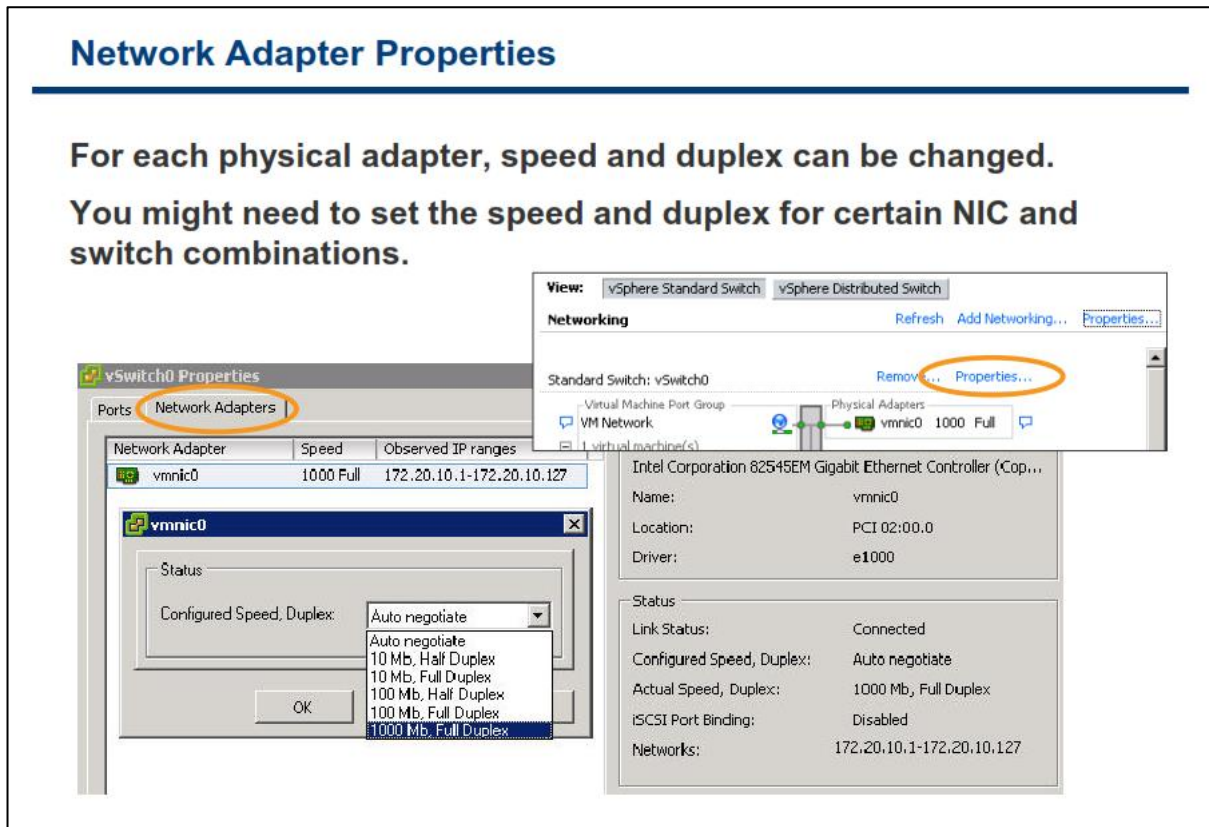 Network Adapter Properties
For each physical adapter, speed and duplex can be changed.
You might need to set the speed and duplex for certain NIC and
switch combinations.
View: vSphere Standard Switch vSphere Distributed Switch
Networking Refresh Add Networking... Properties...
Standard Switch: vSwitch0 Remove... Properties...
Virtual Machine Port Group Physical Adapters
VM Network vmnic0 1000 Full
1 virtual machine(s)
vSwitch0 Properties
Ports Network Adapters
Network Adapter Speed Observed IP ranges
vmnic0 1000 Full 172.20.10.1-172.20.10.127
vmnic0
Status
Configured Speed, Duplex: Auto negotiate
Auto negotiate
10 Mb, Half Duplex
10 Mb, Full Duplex
100 Mb, Half Duplex
100 Mb, Full Duplex
1000 Mb, Full Duplex
OK
Intel Corporation 82545EM Gigabit Ethernet Controller (Cop...
Name: vmnic0
Location: PCI 02:00.0
Driver: e1000
Status
Link Status: Connected
Configured Speed, Duplex: Auto negotiate
Actual Speed, Duplex: 1000 Mb, Full Duplex
iSCSI Port Binding: Disabled
Networks: 172.20.10.1-172.20.10.127